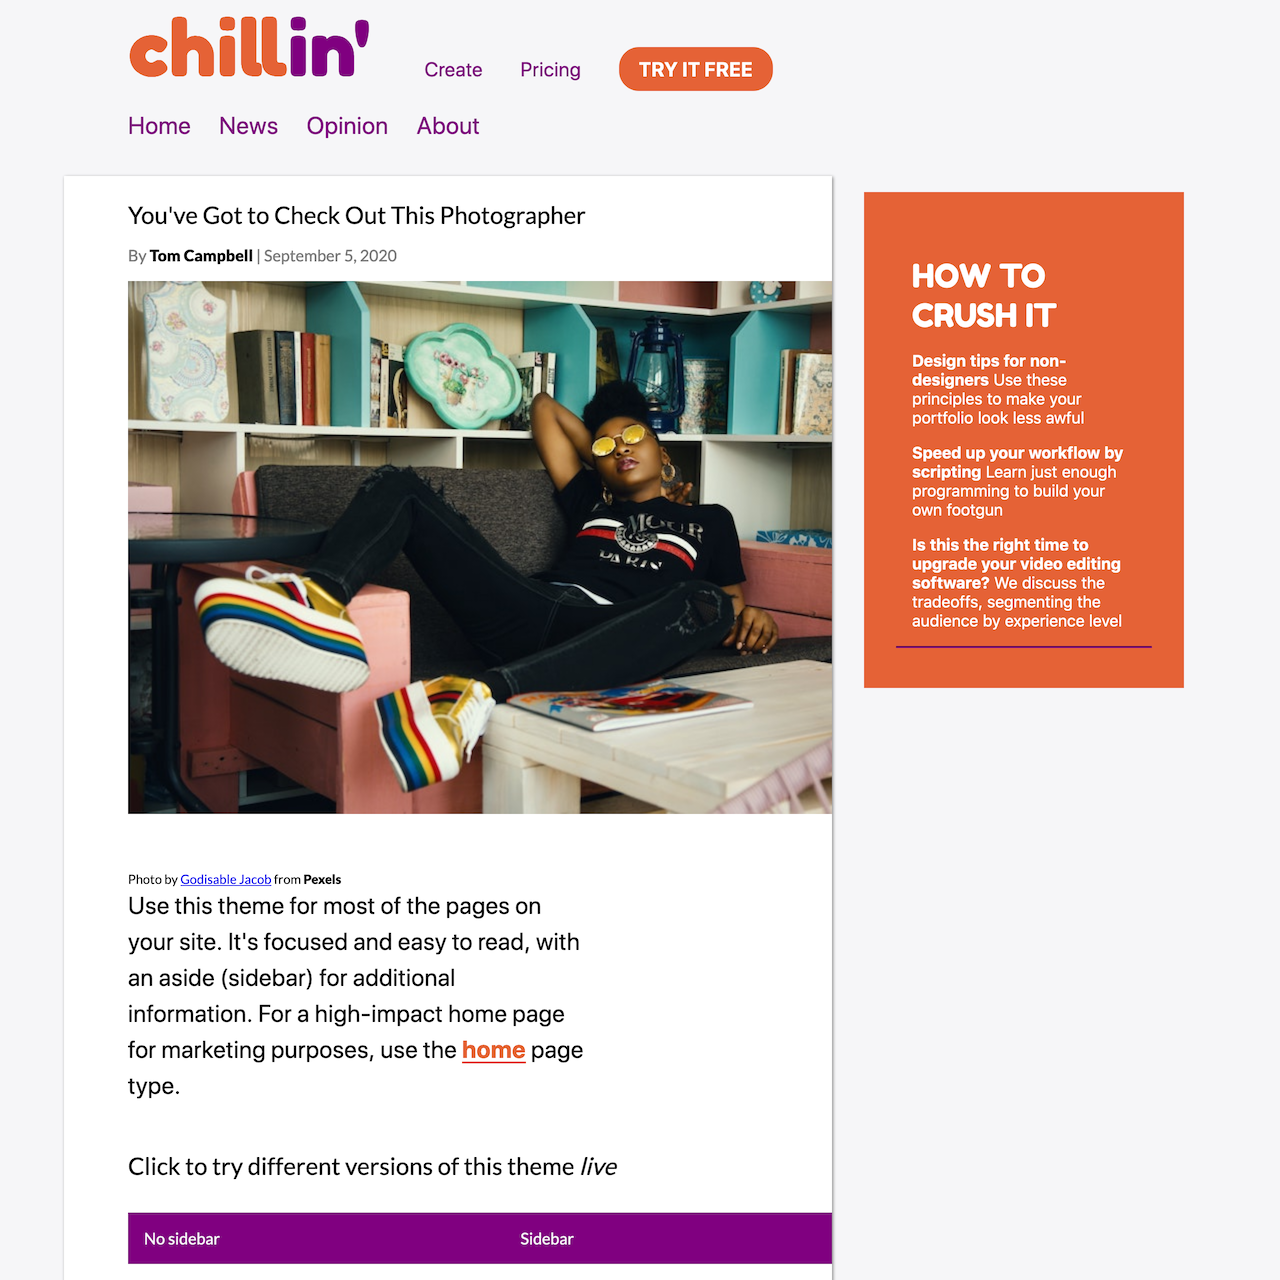 chillin'
Create Pricing TRY IT FREE
Home News Opinion About
You've Got to Check Out This Photographer
By Tom Campbell | September 5, 2020
L'AMOUR
PARIS
Photo by Godisable Jacob from Pexels
Use this theme for most of the pages on
your site. It's focused and easy to read, with
an aside (sidebar) for additional
information. For a high-impact home page
for marketing purposes, use the home page
type.
Click to try different versions of this theme live
No sidebar Sidebar
HOW TO
CRUSH IT
Design tips for non-
designers Use these
principles to make your
portfolio look less awful
Speed up your workflow by
scripting Learn just enough
programming to build your
own footgun
Is this the right time to
upgrade your video editing
software? We discuss the
tradeoffs, segmenting the
audience by experience level